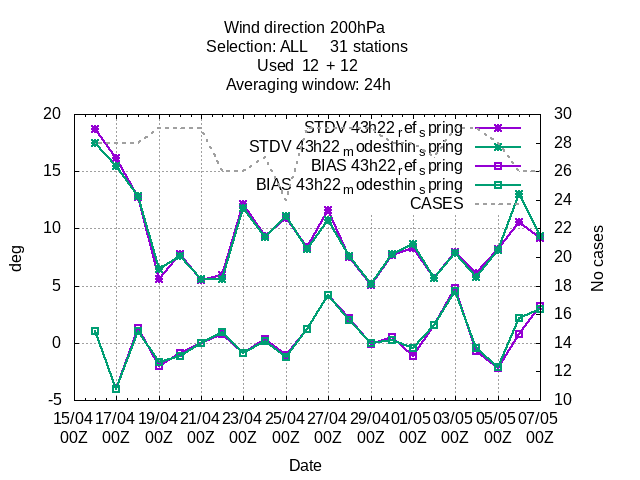 Wind direction 200hPa
Selection: ALL 31 stations
Used 12 + 12
Averaging window: 24h
20
15
10
5
0
-5
30
28
26
24
22
20
18
16
14
12
10
STDV 43h22_ref_spring
STDV 43h22_modesthin_spring
BIAS 43h22_ref_spring
BIAS 43h22_modesthin_spring
CASES
deg
No cases
15/04 17/04 19/04 21/04 23/04 25/04 27/04 29/04 01/05 03/05 05/05 07/05
00Z 00Z 00Z 00Z 00Z 00Z 00Z 00Z 00Z 00Z 00Z 00Z
Date